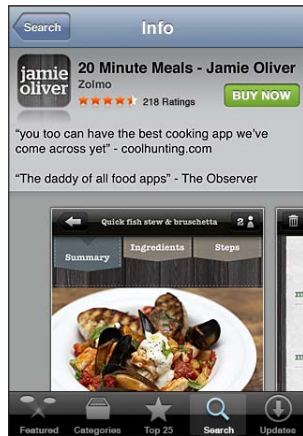 Search
Info
jamie
oliver
20 Minute Meals - Jamie Oliver
Zolmo
218 Ratings
BUY NOW
“you too can have the best cooking app we've
come across yet” - coolhunting.com
“The daddy of all food apps” - The Observer
Quick fish stew & bruschetta
2
Summary
Ingredients
Steps
Featured
Categories
Top 25
Search
Updates